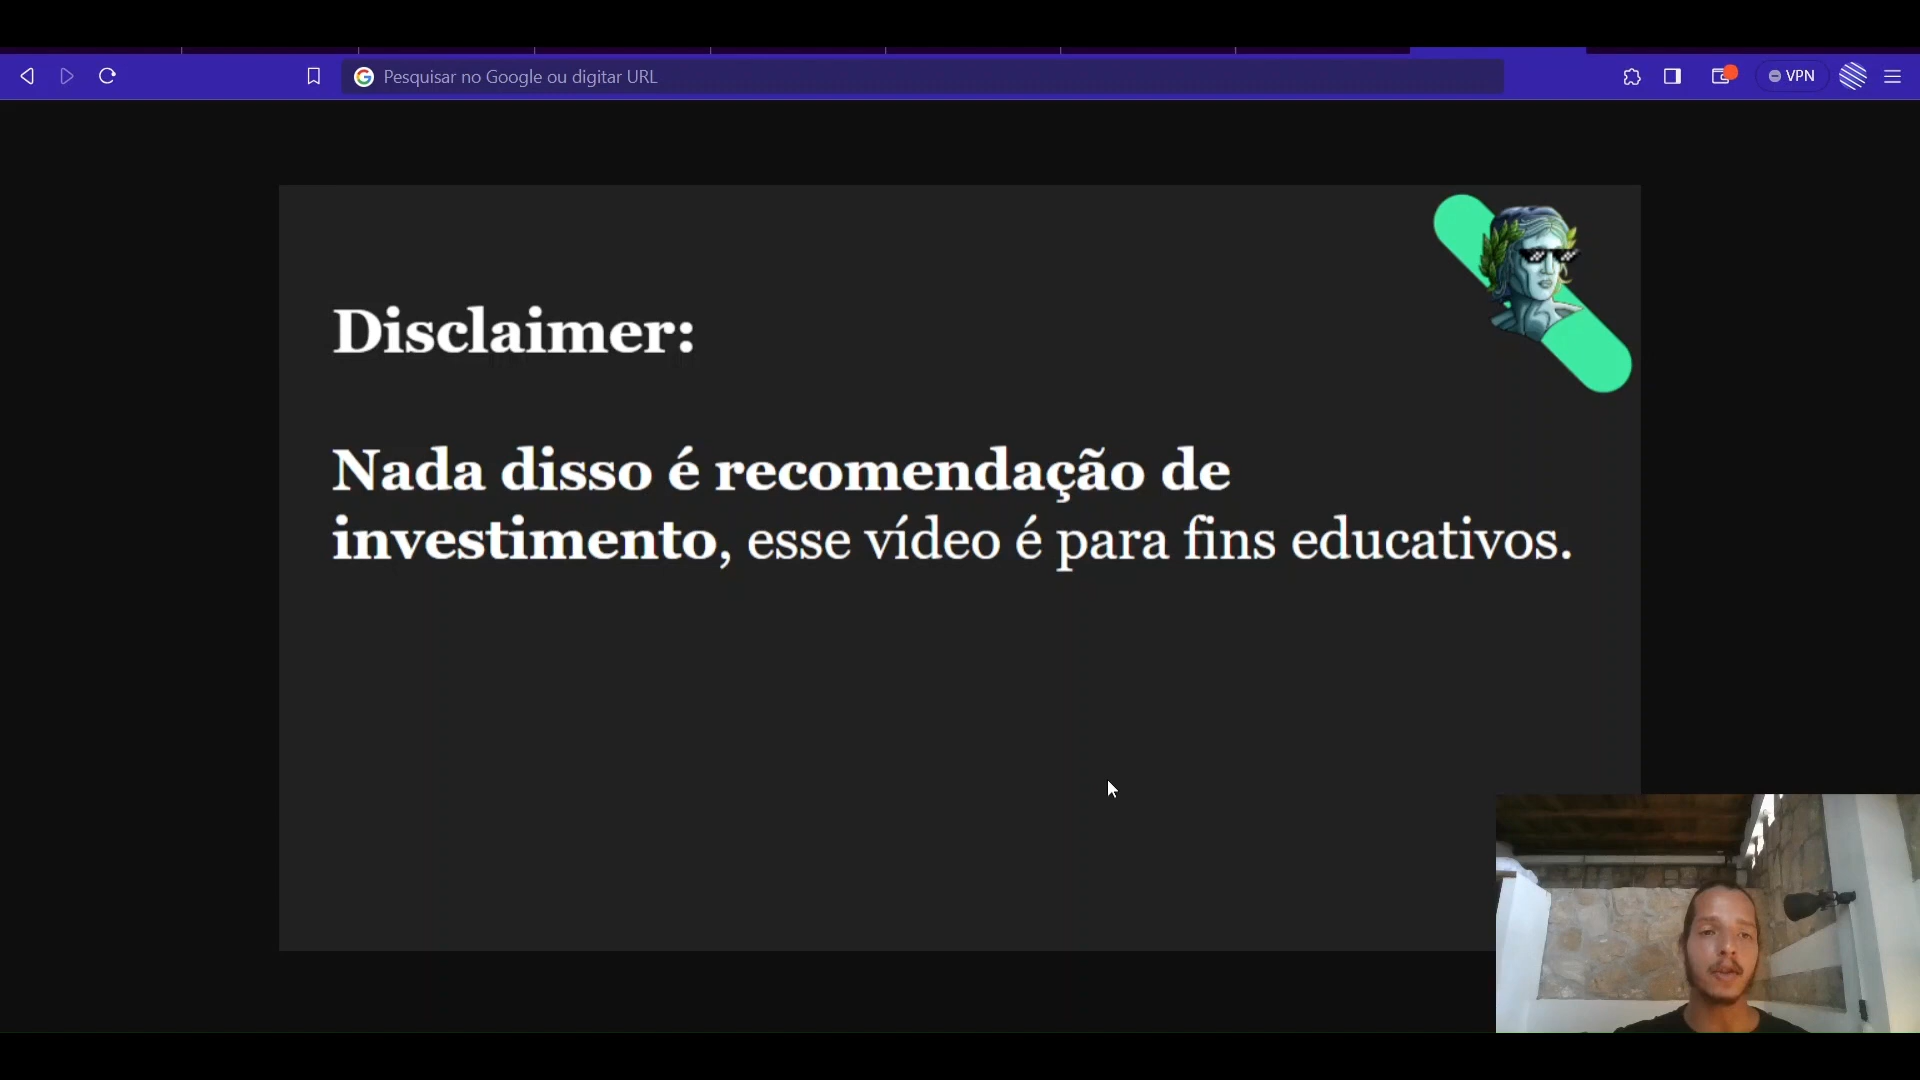 Pesquisar no Google ou digitar URL
VPN
Disclaimer:
Nada disso é recomendação de
investimento, esse vídeo é para fins educativos.